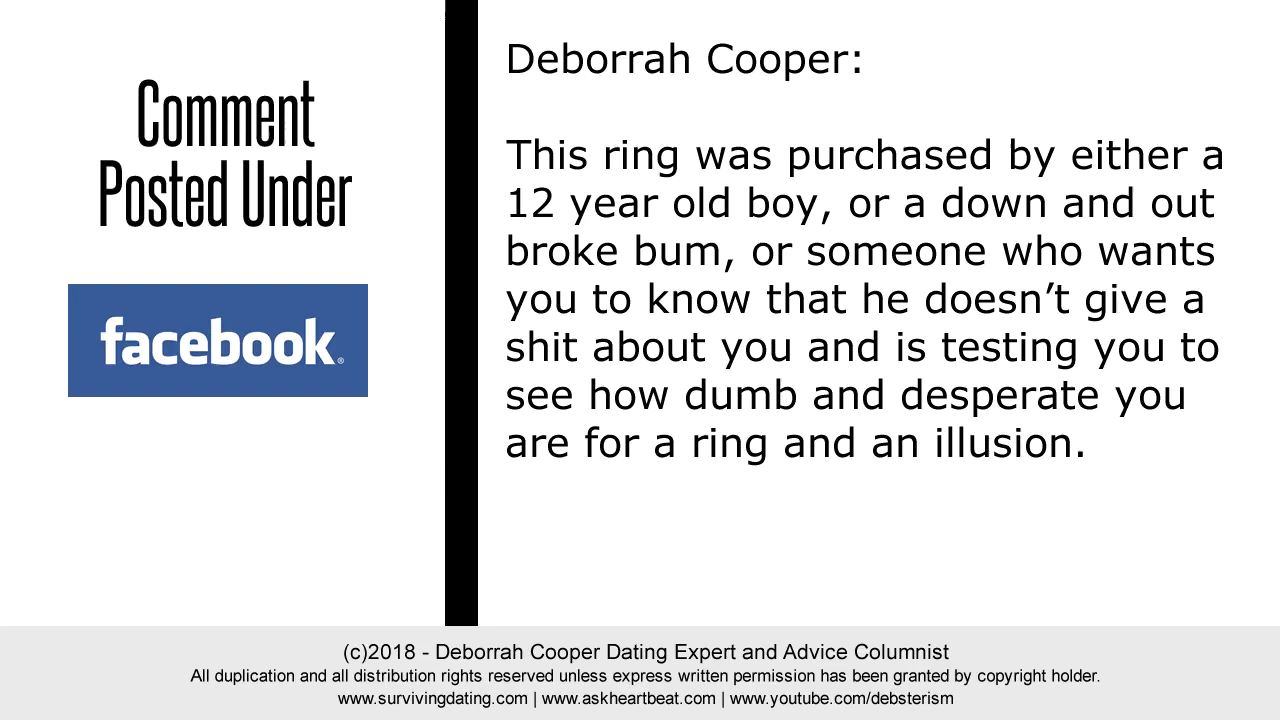 Comment
Posted Under
facebook®
Deborrah Cooper:
This ring was purchased by either a
12 year old boy, or a down and out
broke bum, or someone who wants
you to know that he doesn’t give a
shit about you and is testing you to
see how dumb and desperate you
are for a ring and an illusion.
(c)2018 - Deborrah Cooper Dating Expert and Advice Columnist
All duplication and all distribution rights reserved unless express written permission has been granted by copyright holder.
www.survivingdating.com | www.askheartbeat.com | www.youtube.com/debsterism